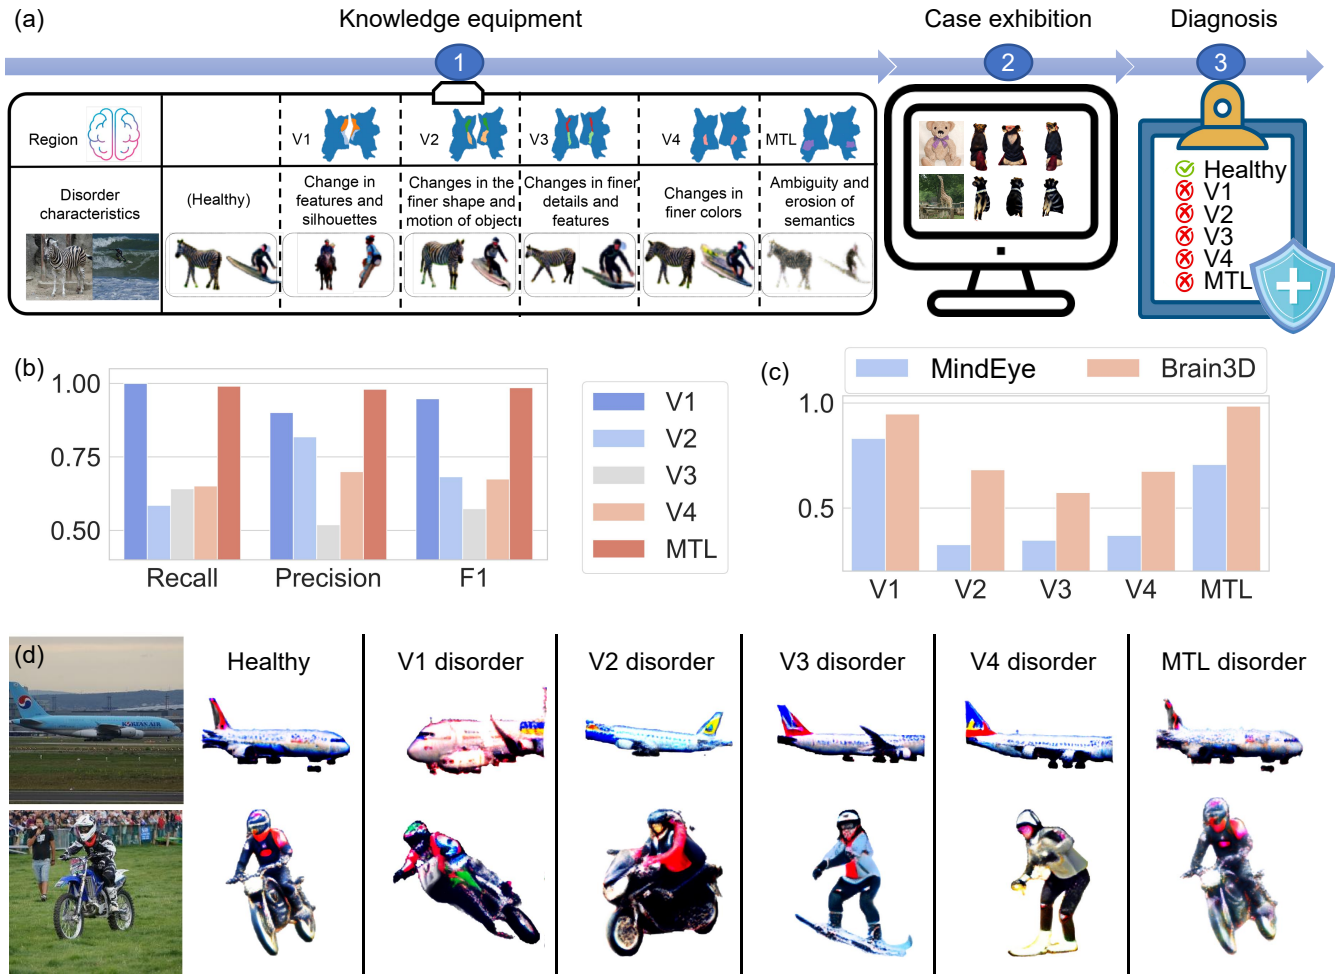 (a)
Knowledge equipment
Case exhibition
Diagnosis
1
2
3
Region
V1
V2
V3
V4
MTL
Disorder
characteristics
(Healthy)
Change in
features and
silhouettes
Changes in the
finer shape and
motion of object
Changes in finer
details and
features
Changes in
finer colors
Ambiguity and
erosion of
semantics
Healthy
V1
V2
V3
V4
MTL
(b)
1.00
0.75
0.50
Recall
Precision
F1
V1
V2
V3
V4
MTL
(c)
MindEye
Brain3D
1.0
0.5
V1
V2
V3
V4
MTL
(d)
Healthy
V1 disorder
V2 disorder
V3 disorder
V4 disorder
MTL disorder
KOREAN AIR